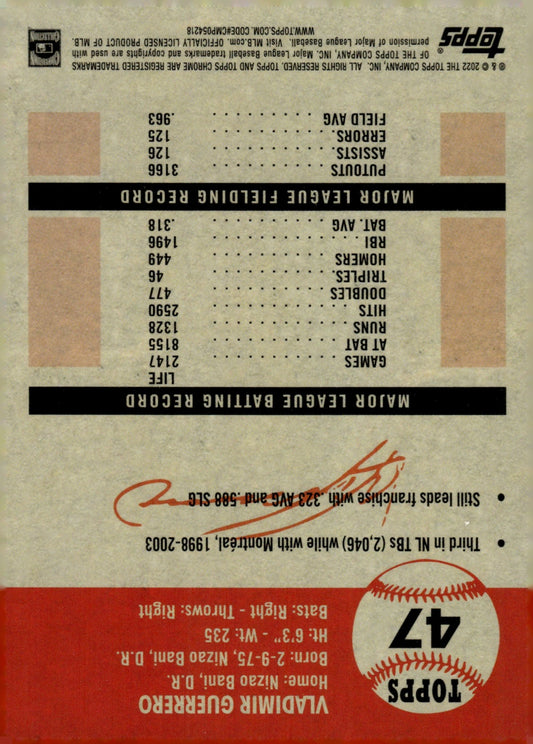 TOPPS
47
VLADIMIR GUERRERO
Home: Nizao Bani, D.R.
Born: 2-9-75, Nizao Bani, D.R
Ht: 6'3" - Wt: 235
Bats: Right - Throws: Right
• Third in NL TBs (2,046) while with Montréal, 1998-2003
• Still leads franchise with .323 AVG and .588 SLG
MAJOR LEAGUE BATTING RECORD
LIFE
GAMES . . . . . . . . . . . . 2147
AT BAT . . . . . . . . . . . . 8155
RUNS . . . . . . . . . . . . 1328
HITS . . . . . . . . . . . . 2590
DOUBLES . . . . . . . . . . . . 477
TRIPLES . . . . . . . . . . . . 46
HOMERS . . . . . . . . . . . . 449
RBI . . . . . . . . . . . . 1496
BAT. AVG . . . . . . . . . . . . .318
MAJOR LEAGUE FIELDING RECORD
PUTOUTS . . . . . . . . . . . . 3166
ASSISTS . . . . . . . . . . . . 126
ERRORS . . . . . . . . . . . . 125
FIELD AVG . . . . . . . . . . . . .963
® & © 2022 THE TOPPS COMPANY, INC. ALL RIGHTS RESERVED. TOPPS AND TOPPS CHROME ARE REGISTERED TRADEMARKS
OF THE TOPPS COMPANY, INC. Major League Baseball trademarks and copyrights are used with
permission of Major League Baseball. Visit MLB.com. OFFICIALLY LICENSED PRODUCT OF MLB.
WWW.TOPPS.COM. CODE#CMP054218
topps®